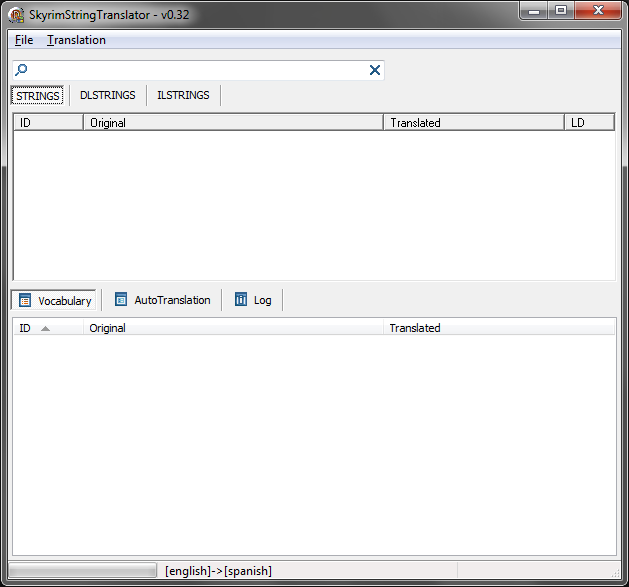 SkyrimStringTranslator - v0.32
File Translation
STRINGS DLSTRINGS ILSTRINGS
ID Original Translated LD
Vocabulary AutoTranslation Log
ID Original Translated
[english]->[spanish]